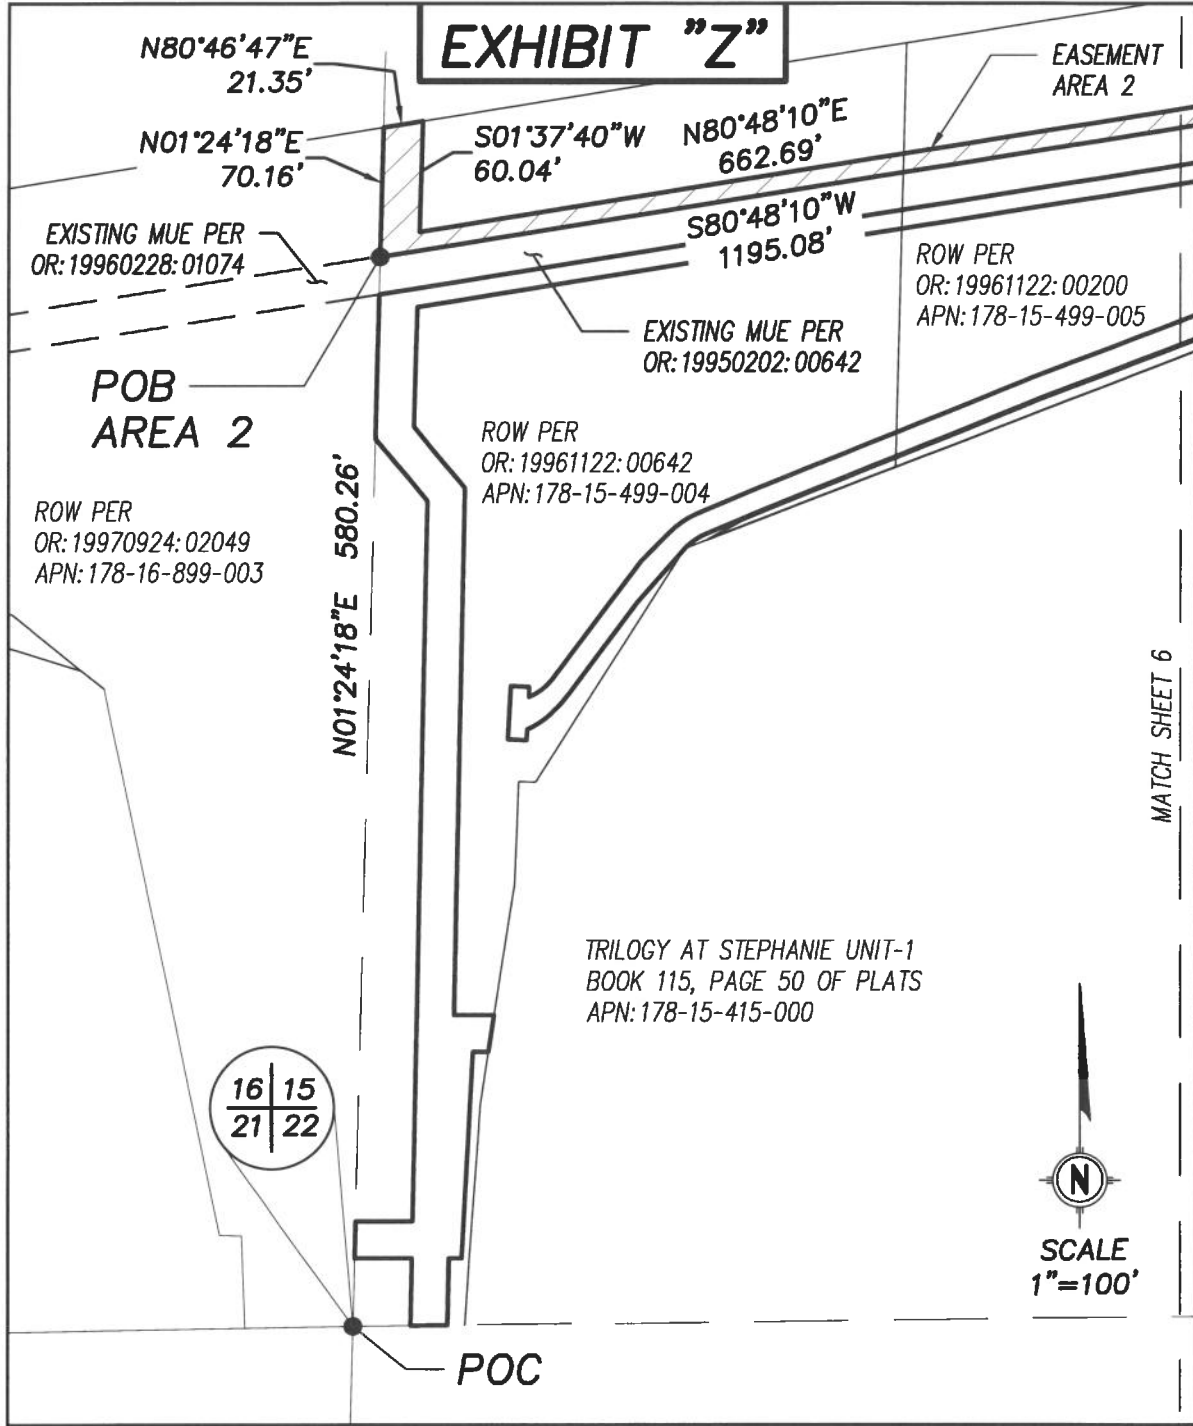 EXHIBIT "Z"
N80°46'47"E
21.35'
N01°24'18"E
70.16'
S01°37'40"W
60.04'
N80°48'10"E
662.69'
EASEMENT
AREA 2
EXISTING MUE PER
OR:19960228:01074
S80°48'10"W
1195.08'
ROW PER
OR:19961122:00200
APN:178-15-499-005
EXISTING MUE PER
OR:19950202:00642
POB
AREA 2
ROW PER
OR:19961122:00642
APN:178-15-499-004
ROW PER
OR:19970924:02049
APN:178-16-899-003
N01°24'18"E 580.26'
MATCH SHEET 6
TRILOGY AT STEPHANIE UNIT-1
BOOK 115, PAGE 50 OF PLATS
APN:178-15-415-000
16 15
21 22
N
SCALE
1"=100'
POC